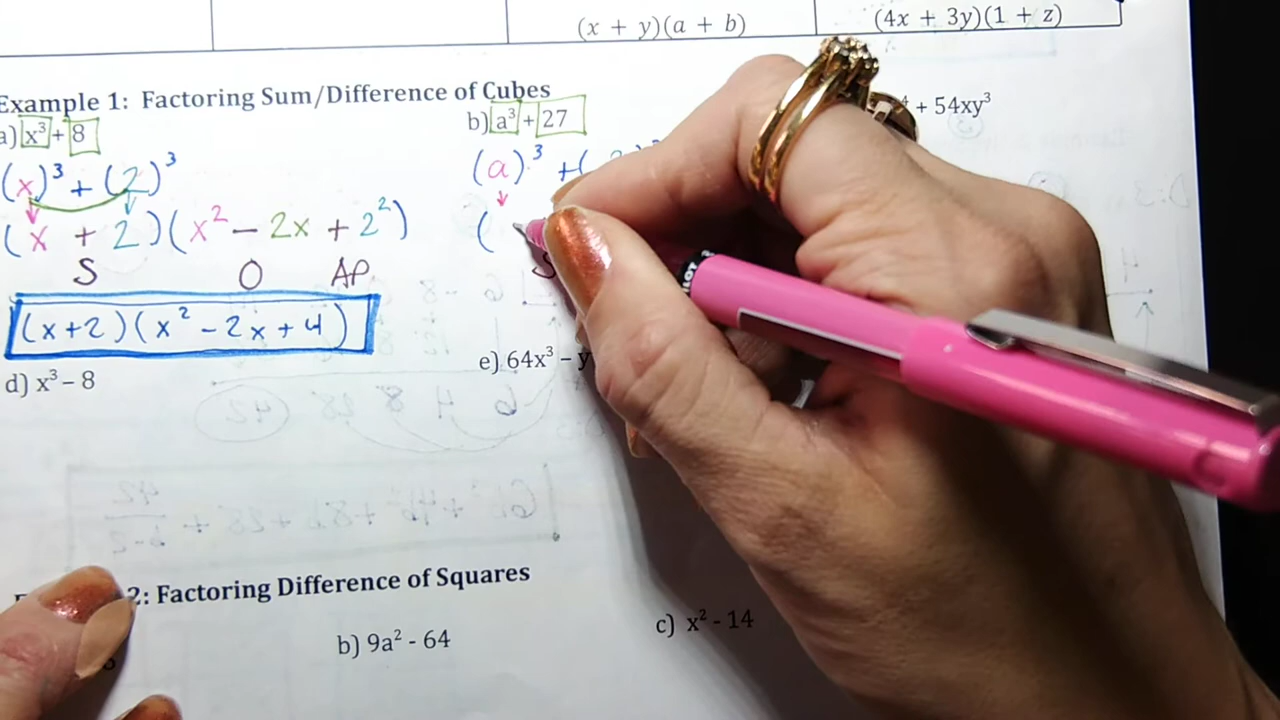 (x + y)(a + b)
(4x + 3y)(1 + z)
Example 1: Factoring Sum/Difference of Cubes
a) x³ + 8
(x)³ + (2)³
(x + 2)(x² − 2x + 2²)
S O AP
(x+2)(x² − 2x + 4)
b) a³ + 27
(a)³ +(
(
S
+ 54xy³
d) x³ – 8
e) 64x³ – y
2: Factoring Difference of Squares
b) 9a² - 64
c) x² - 14